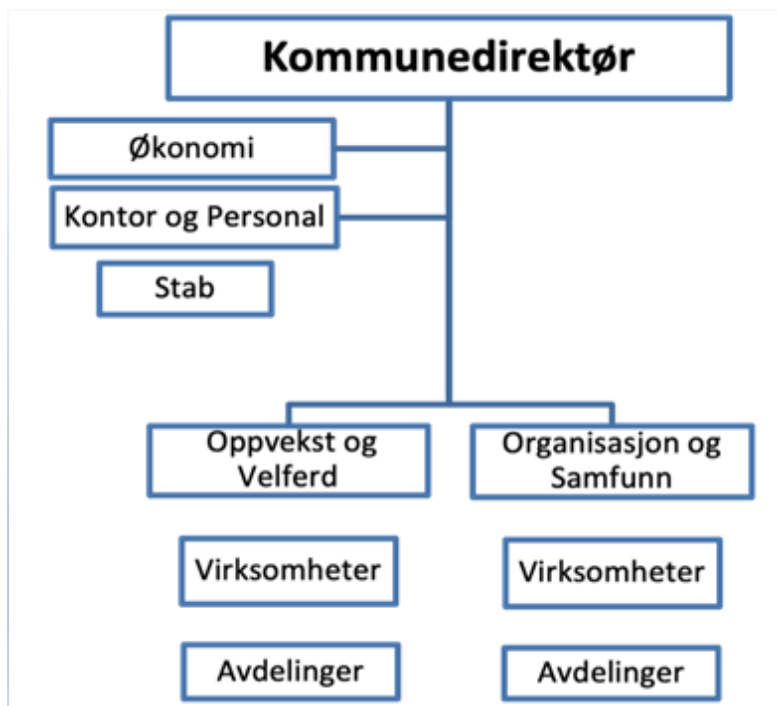 Kommunedirektør
Økonomi
Kontor og Personal
Stab
Oppvekst og
Velferd
Organisasjon og
Samfunn
Virksomheter
Virksomheter
Avdelinger
Avdelinger